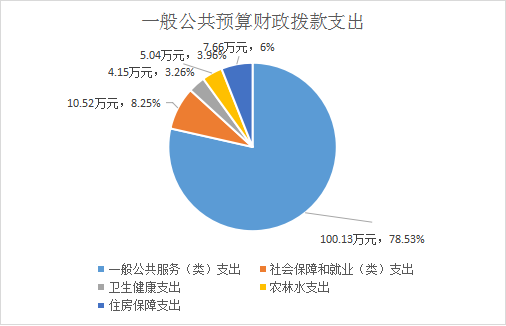 一般公共预算财政拨款支出
7.66万元，6%
5.04万元，3.96%
4.15万元，3.26%
10.52万元，8.25%
100.13万元，78.53%
一般公共服务（类）支出
社会保障和就业（类）支出
卫生健康支出
农林水支出
住房保障支出